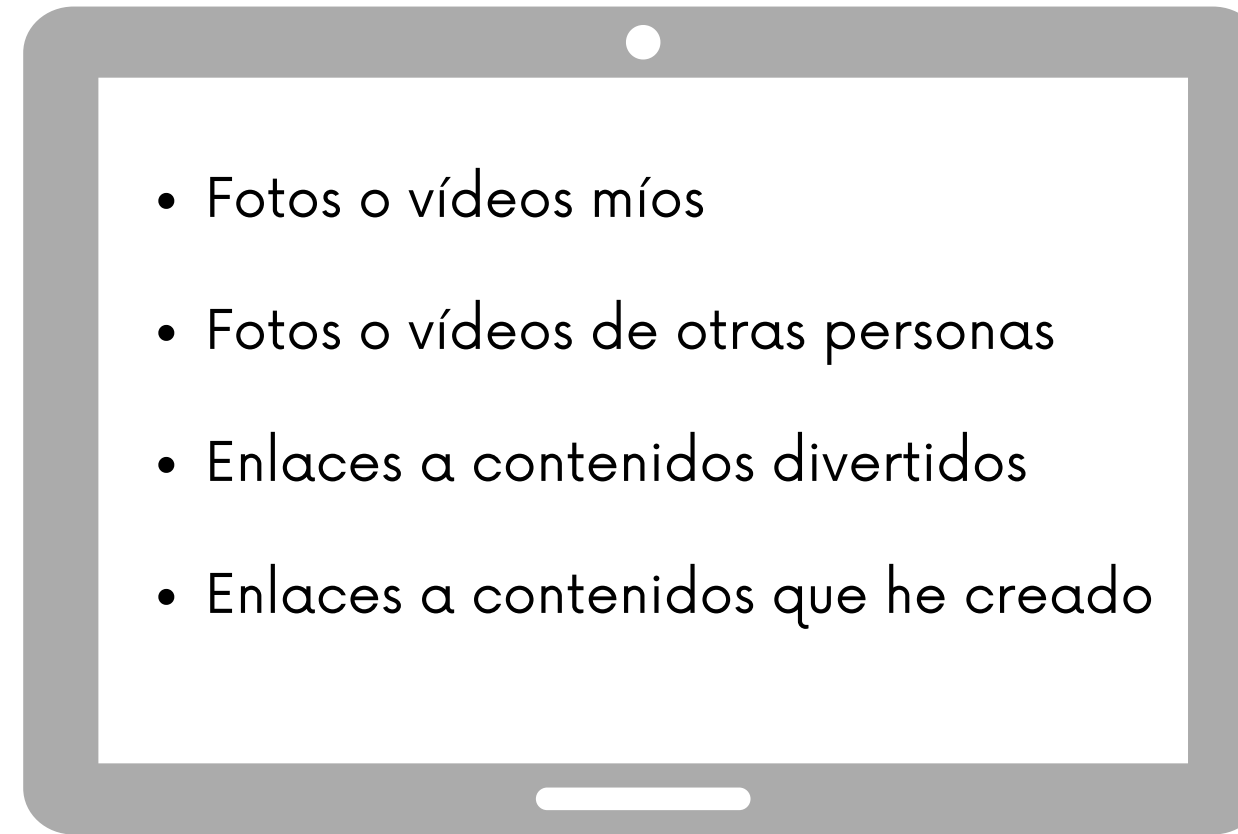 • Fotos o vídeos míos
• Fotos o vídeos de otras personas
• Enlaces a contenidos divertidos
• Enlaces a contenidos que he creado